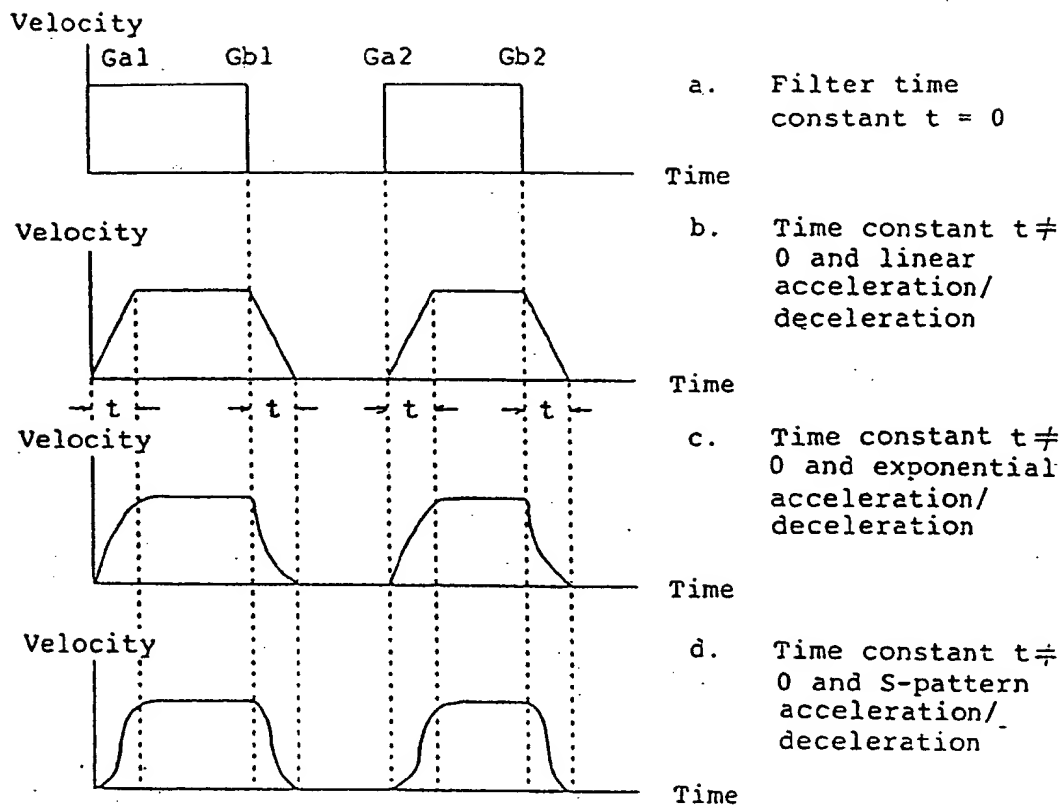 Velocity
Ga1 Gb1 Ga2 Gb2
Time
a. Filter time
constant t = 0
Velocity
Time
b. Time constant t≠
0 and linear
acceleration/
deceleration
t t t t
Velocity
Time
c. Time constant t≠
0 and exponential
acceleration/
deceleration
Velocity
Time
d. Time constant t≠
0 and S-pattern
acceleration/
deceleration